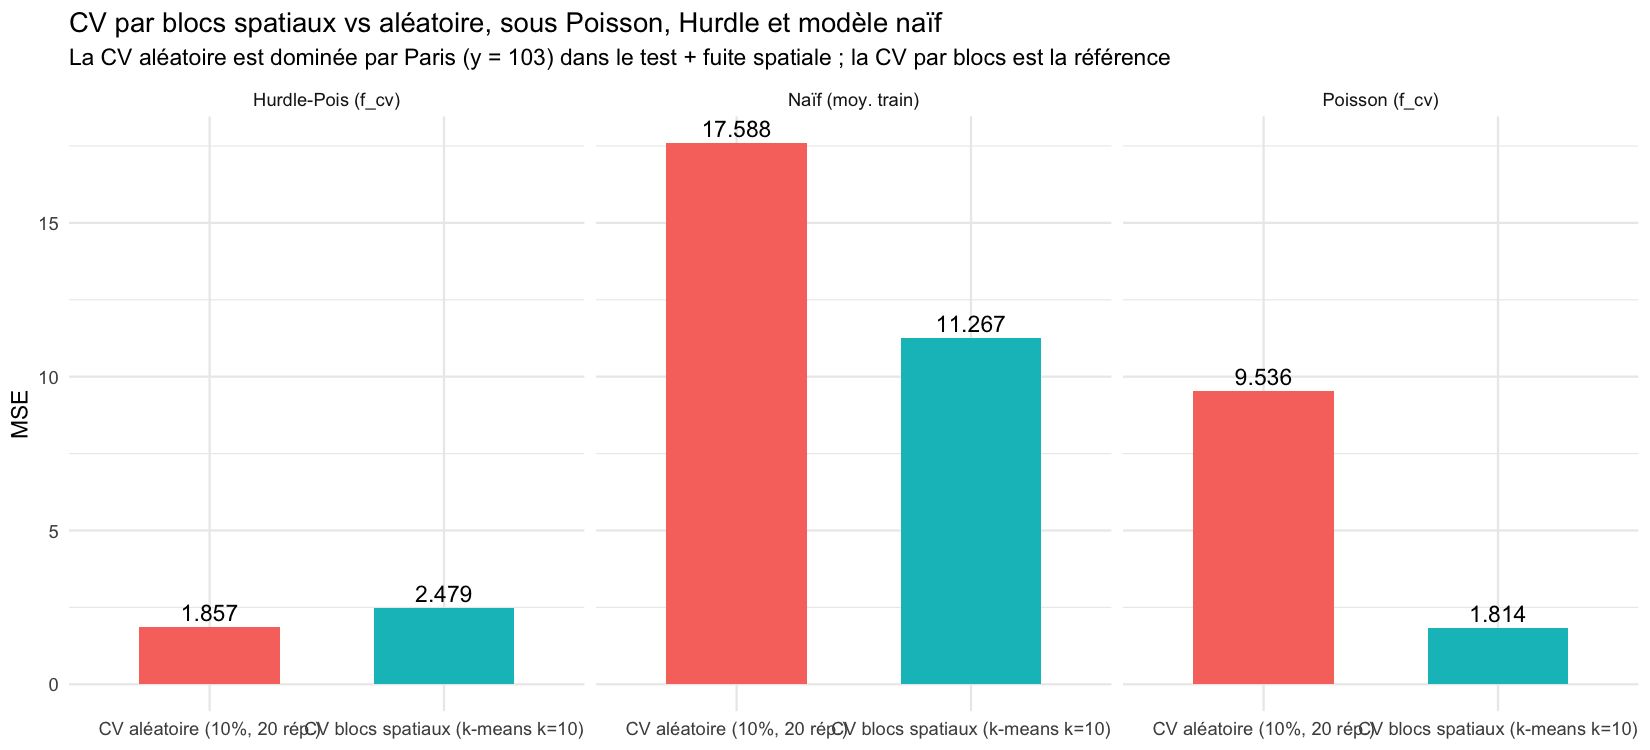 CV par blocs spatiaux vs aléatoire, sous Poisson, Hurdle et modèle naïf
La CV aléatoire est dominée par Paris (y = 103) dans le test + fuite spatiale ; la CV par blocs est la référence
Hurdle-Pois (f_cv)
Naïf (moy. train)
Poisson (f_cv)
MSE
15
10
5
0
1.857
2.479
17.588
11.267
9.536
1.814
CV aléatoire (10%, 20 rép.)
CV blocs spatiaux (k-means k=10)
CV aléatoire (10%, 20 rép.)
CV blocs spatiaux (k-means k=10)
CV aléatoire (10%, 20 rép.)
CV blocs spatiaux (k-means k=10)